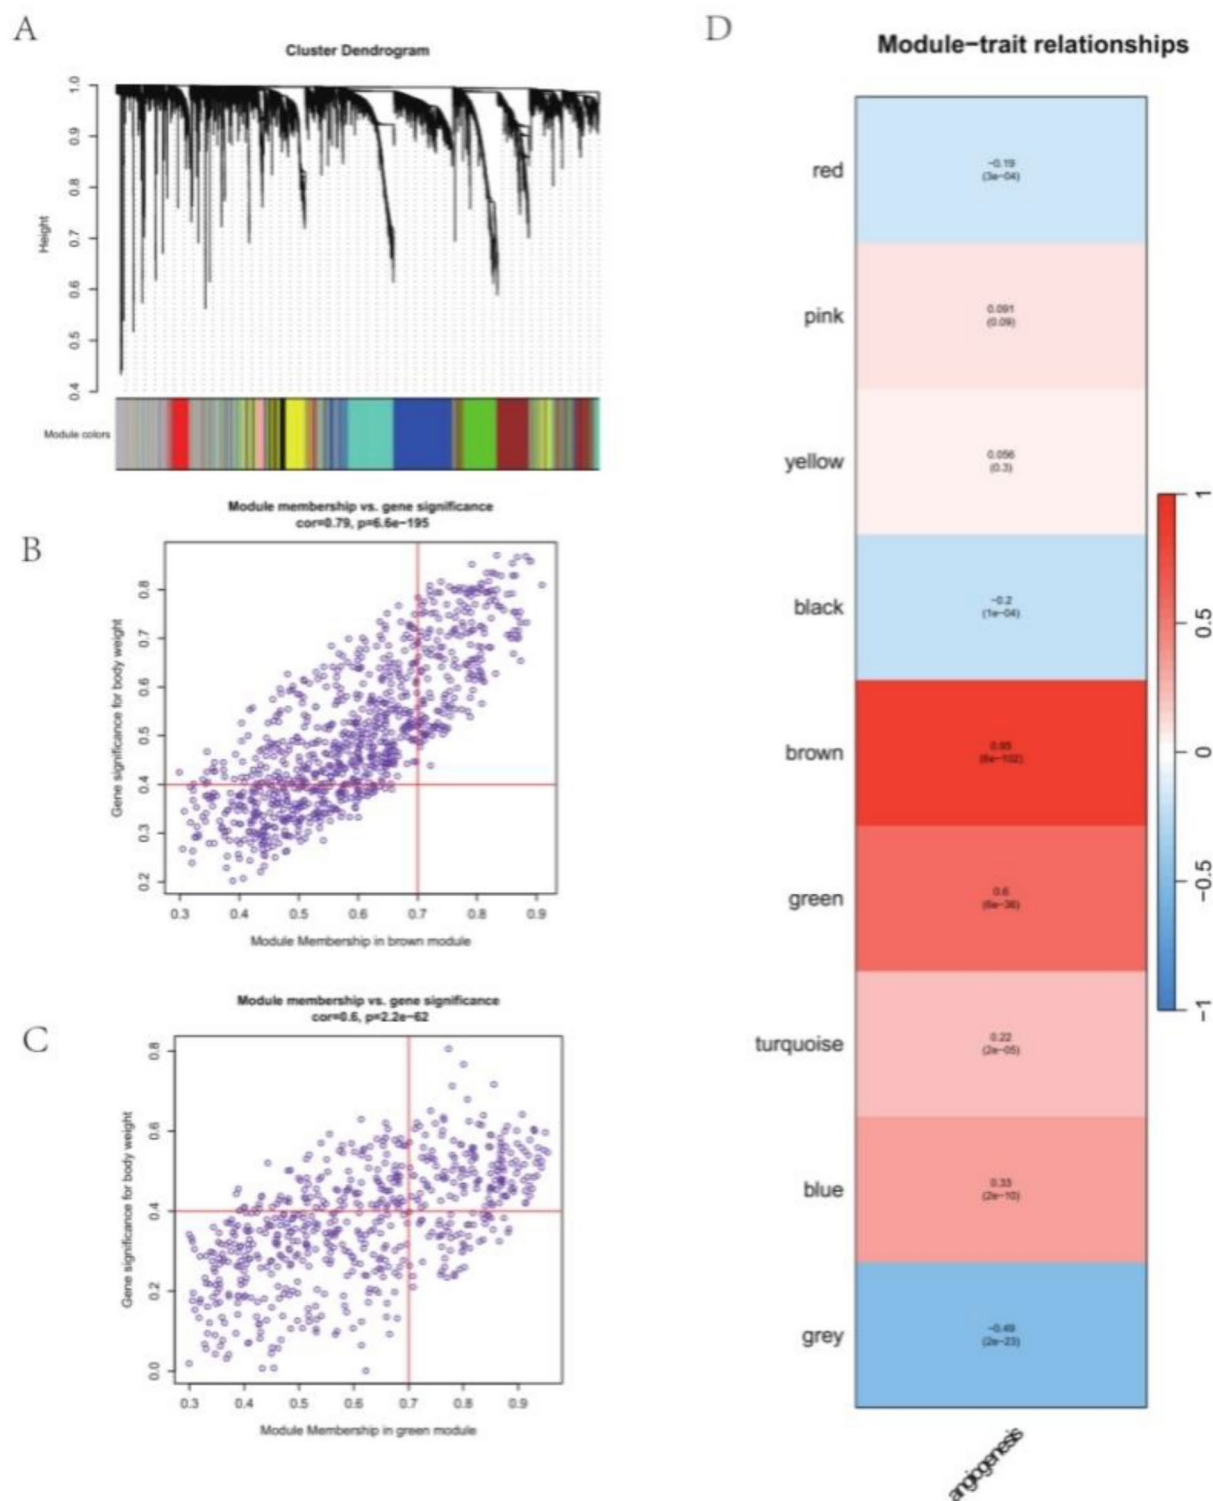 A
Cluster Dendrogram
Height
1.0
0.9
0.8
0.7
0.6
0.5
0.4
Module colors
B
Module membership vs. gene significance
cor=0.79, p=6.6e−195
Gene significance for body weight
0.8
0.7
0.6
0.5
0.4
0.3
0.2
0.3 0.4 0.5 0.6 0.7 0.8 0.9
Module Membership in brown module
C
Module membership vs. gene significance
cor=0.6, p=2.2e−62
Gene significance for body weight
0.8
0.6
0.4
0.2
0.0
0.3 0.4 0.5 0.6 0.7 0.8 0.9
Module Membership in green module
D
Module−trait relationships
red
−0.19
(3e−04)
pink
0.091
(0.09)
yellow
0.056
(0.3)
black
−0.2
(1e−04)
brown
0.85
(6e−102)
green
0.6
(6e−36)
turquoise
0.22
(2e−05)
blue
0.33
(2e−10)
grey
−0.49
(2e−23)
angiogenesis
1
0.5
0
−0.5
−1